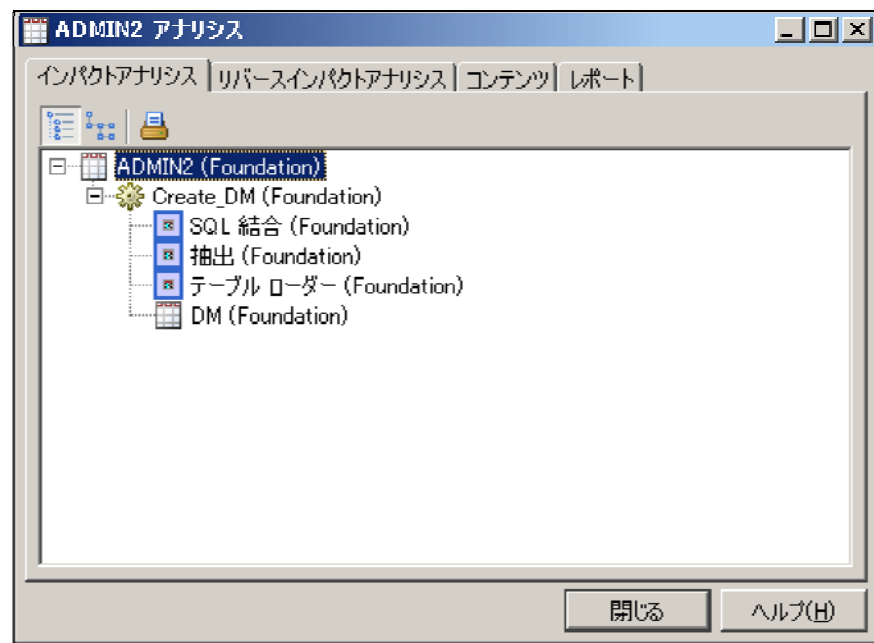 ADMIN2 アナリシス
インパクトアナリシス リバースインパクトアナリシス コンテンツ レポート
ADMIN2 (Foundation)
Create_DM (Foundation)
SQL 結合 (Foundation)
抽出 (Foundation)
テーブル ローダー (Foundation)
DM (Foundation)
閉じる ヘルプ(H)